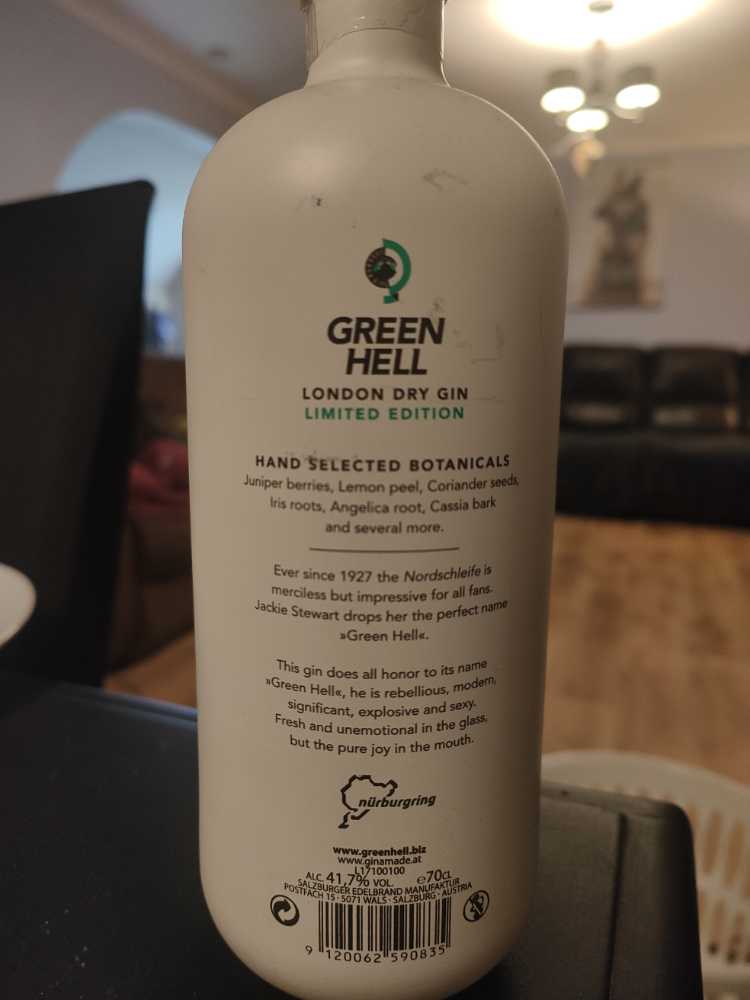 GREEN
HELL
LONDON DRY GIN
LIMITED EDITION
HAND SELECTED BOTANICALS
Juniper berries, Lemon peel, Coriander seeds,
Iris roots, Angelica root, Cassia bark
and several more.
Ever since 1927 the Nordschleife is
merciless but impressive for all fans.
Jackie Stewart drops her the perfect name
»Green Hell«.
This gin does all honor to its name
»Green Hell«, he is rebellious, modern,
significant, explosive and sexy.
Fresh and unemotional in the glass,
but the pure joy in the mouth.
nürburgring
www.greenhell.biz
www.ginamade.at
L17100100
ALC. 41,7% VOL. ℮70CL
SALZBURGER EDELBRAND MANUFAKTUR
POSTFACH 15 · 5071 WALS · SALZBURG · AUSTRIA
9 120062 590835